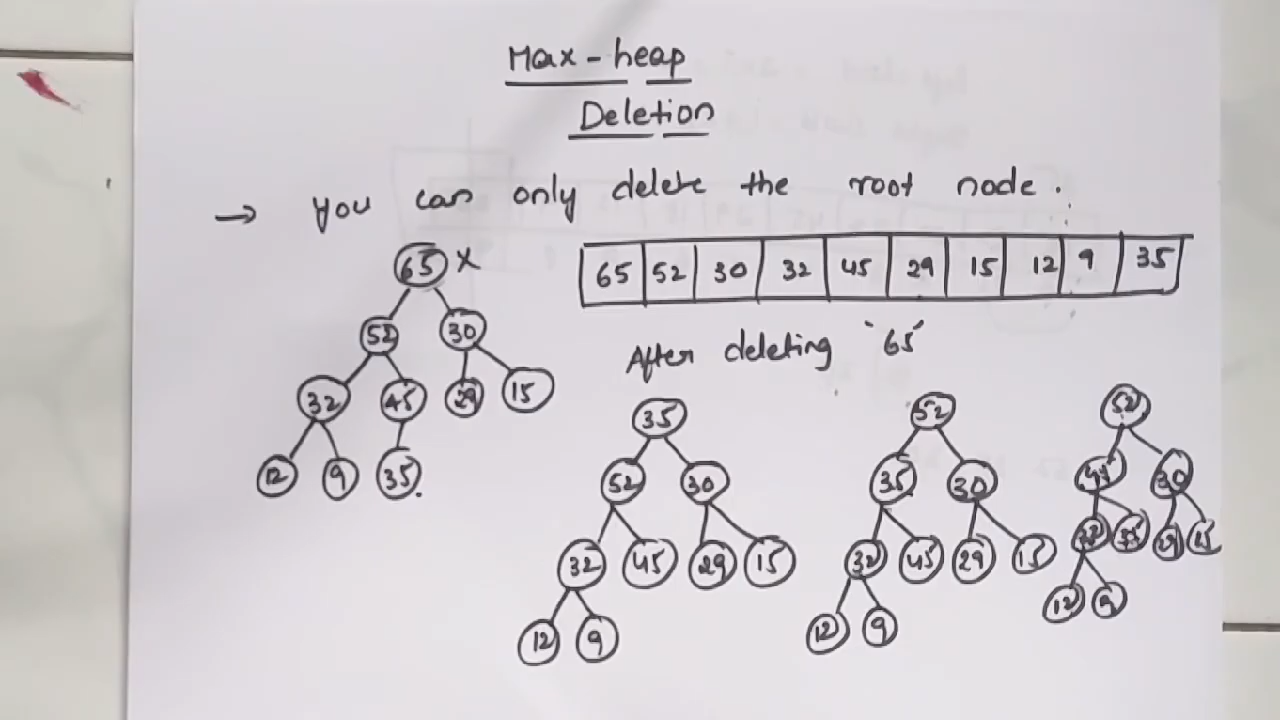 Max-heap
Deletion
→ you can only delete the root node.
65 x
65 52 30 32 45 29 15 12 9 35
52 30
After deleting "65"
32 45 29 15
12 9 35.
35
52 30
32 45 29 15
12 9
52
35 30
32 45 29 15
12 9
52
45 30
32 35 29
12 9